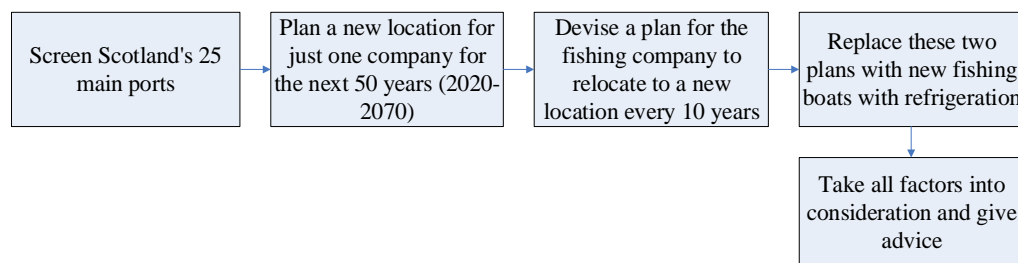 Screen Scotland's 25
main ports
Plan a new location for
just one company for
the next 50 years (2020-
2070)
Devise a plan for the
fishing company to
relocate to a new
location every 10 years
Replace these two
plans with new fishing
boats with refrigeration
Take all factors into
consideration and give
advice